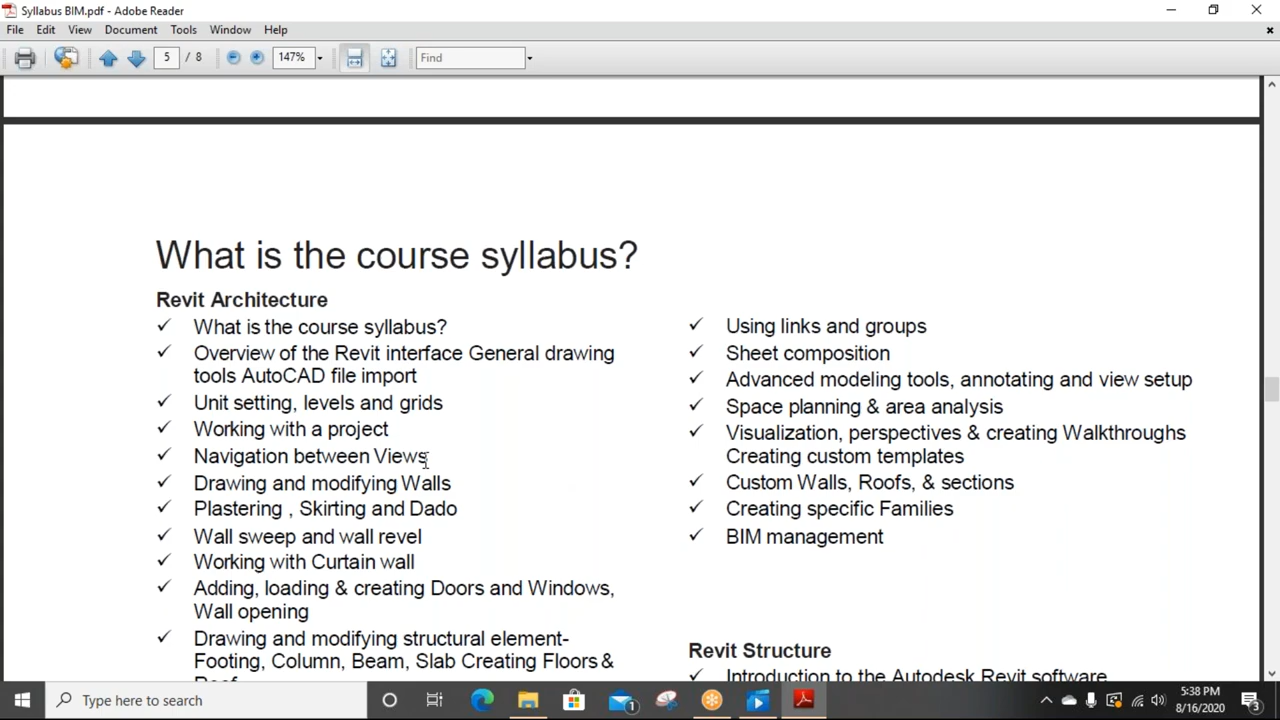 Syllabus BIM.pdf - Adobe Reader
File Edit View Document Tools Window Help
5 / 8 147% Find
What is the course syllabus?
Revit Architecture
What is the course syllabus?
Overview of the Revit interface General drawing
tools AutoCAD file import
Unit setting, levels and grids
Working with a project
Navigation between Views
Drawing and modifying Walls
Plastering , Skirting and Dado
Wall sweep and wall revel
Working with Curtain wall
Adding, loading & creating Doors and Windows,
Wall opening
Drawing and modifying structural element-
Footing, Column, Beam, Slab Creating Floors &
Roof
Using links and groups
Sheet composition
Advanced modeling tools, annotating and view setup
Space planning & area analysis
Visualization, perspectives & creating Walkthroughs
Creating custom templates
Custom Walls, Roofs, & sections
Creating specific Families
BIM management
Revit Structure
Introduction to the Autodesk Revit software
Type here to search
1
5:38 PM
8/16/2020
3